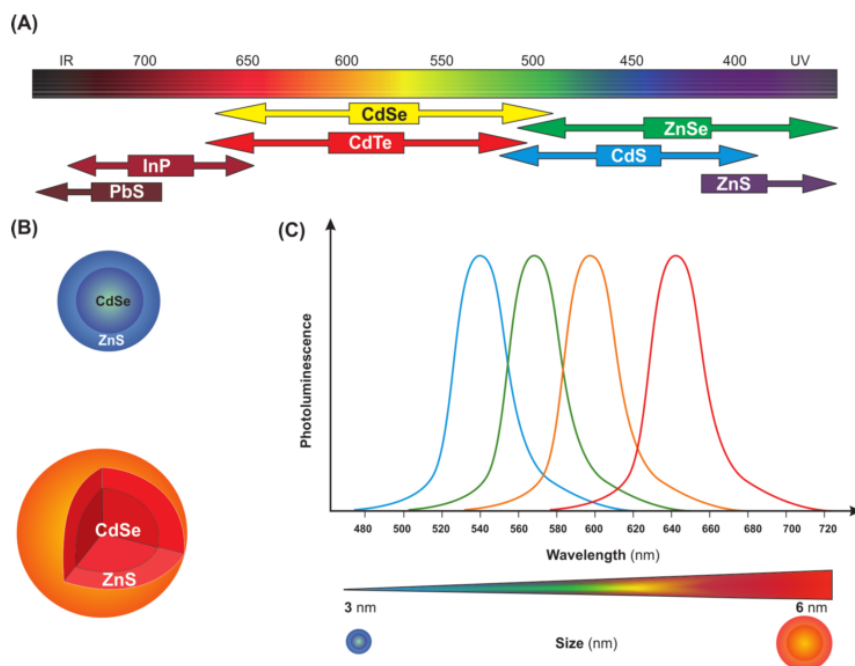 (A)
IR 700 650 600 550 500 450 400 UV
CdSe
ZnSe
CdTe
CdS
InP
ZnS
PbS
(B)
CdSe
ZnS
CdSe
ZnS
(C)
Photoluminescence
480 500 520 540 560 580 600 620 640 660 680 700 720
Wavelength (nm)
3 nm 6 nm
Size (nm)